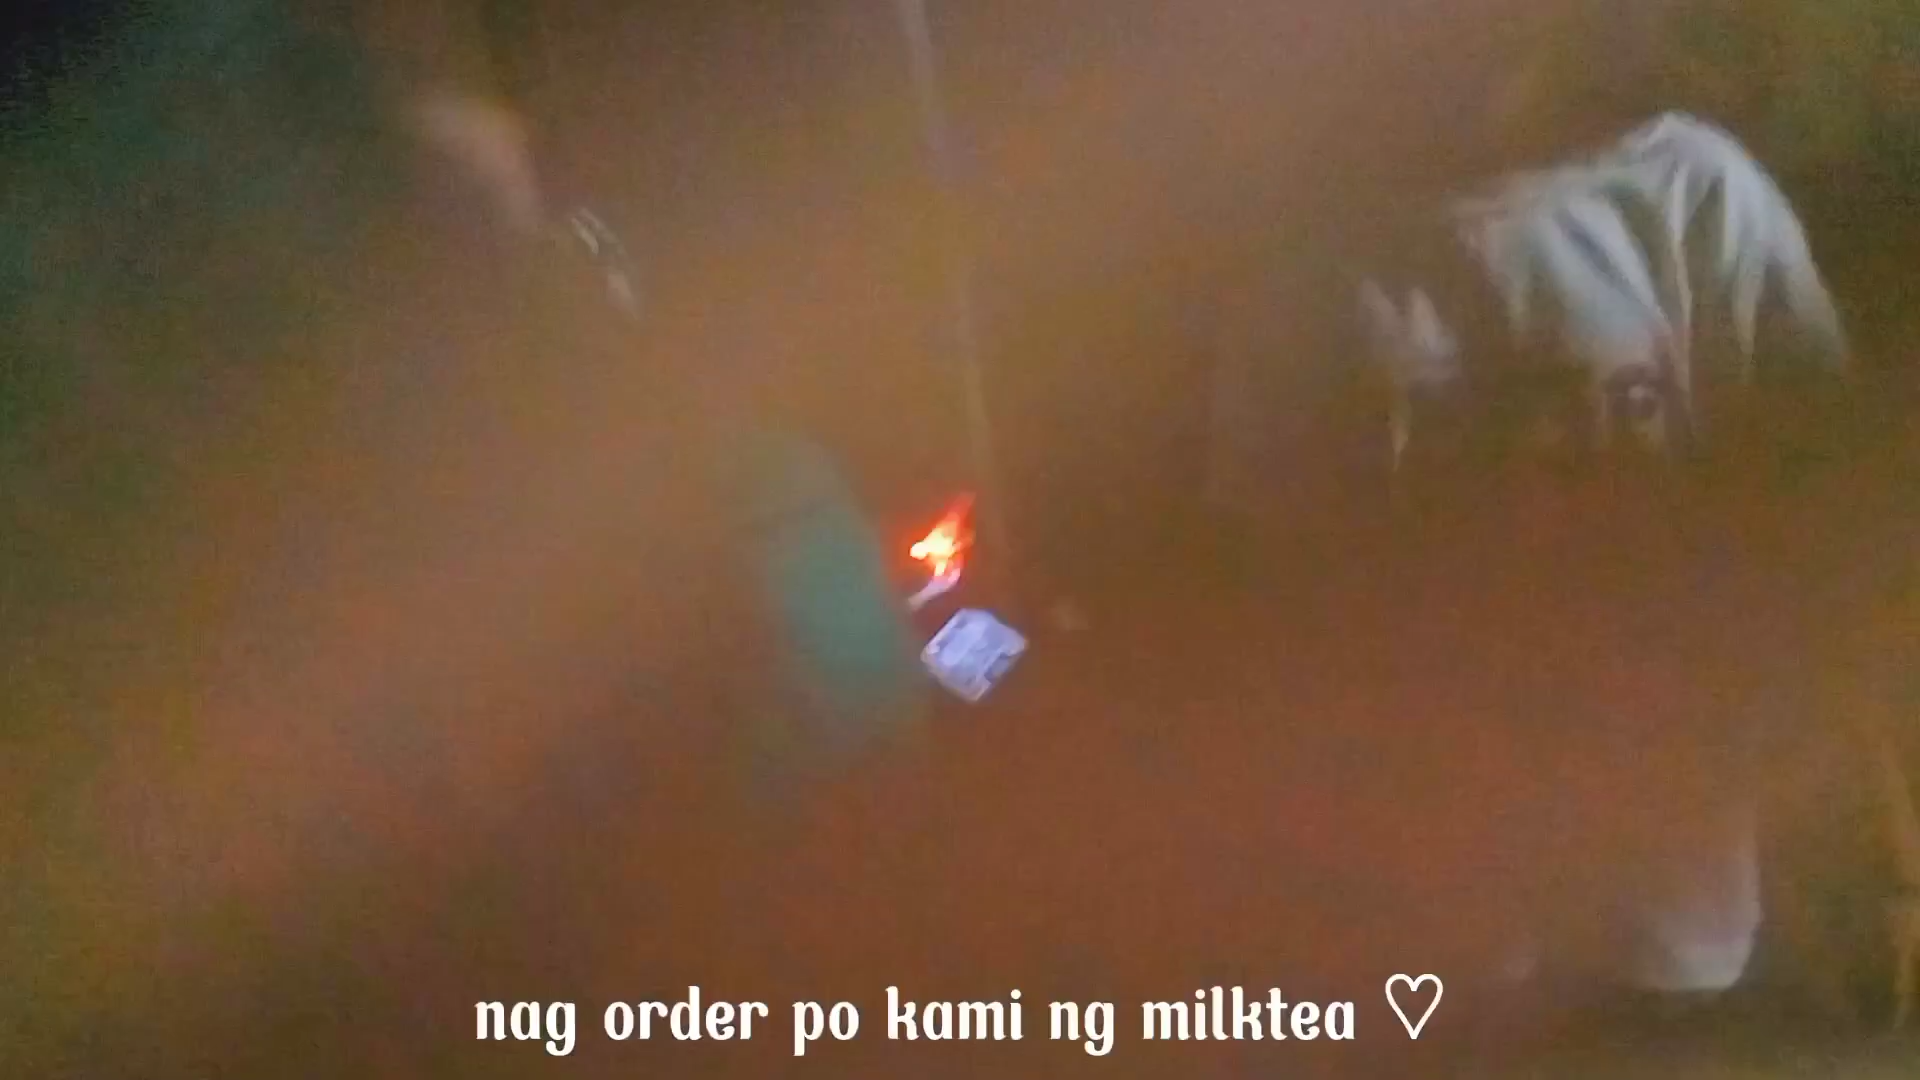 nag order po kami ng milktea ♡